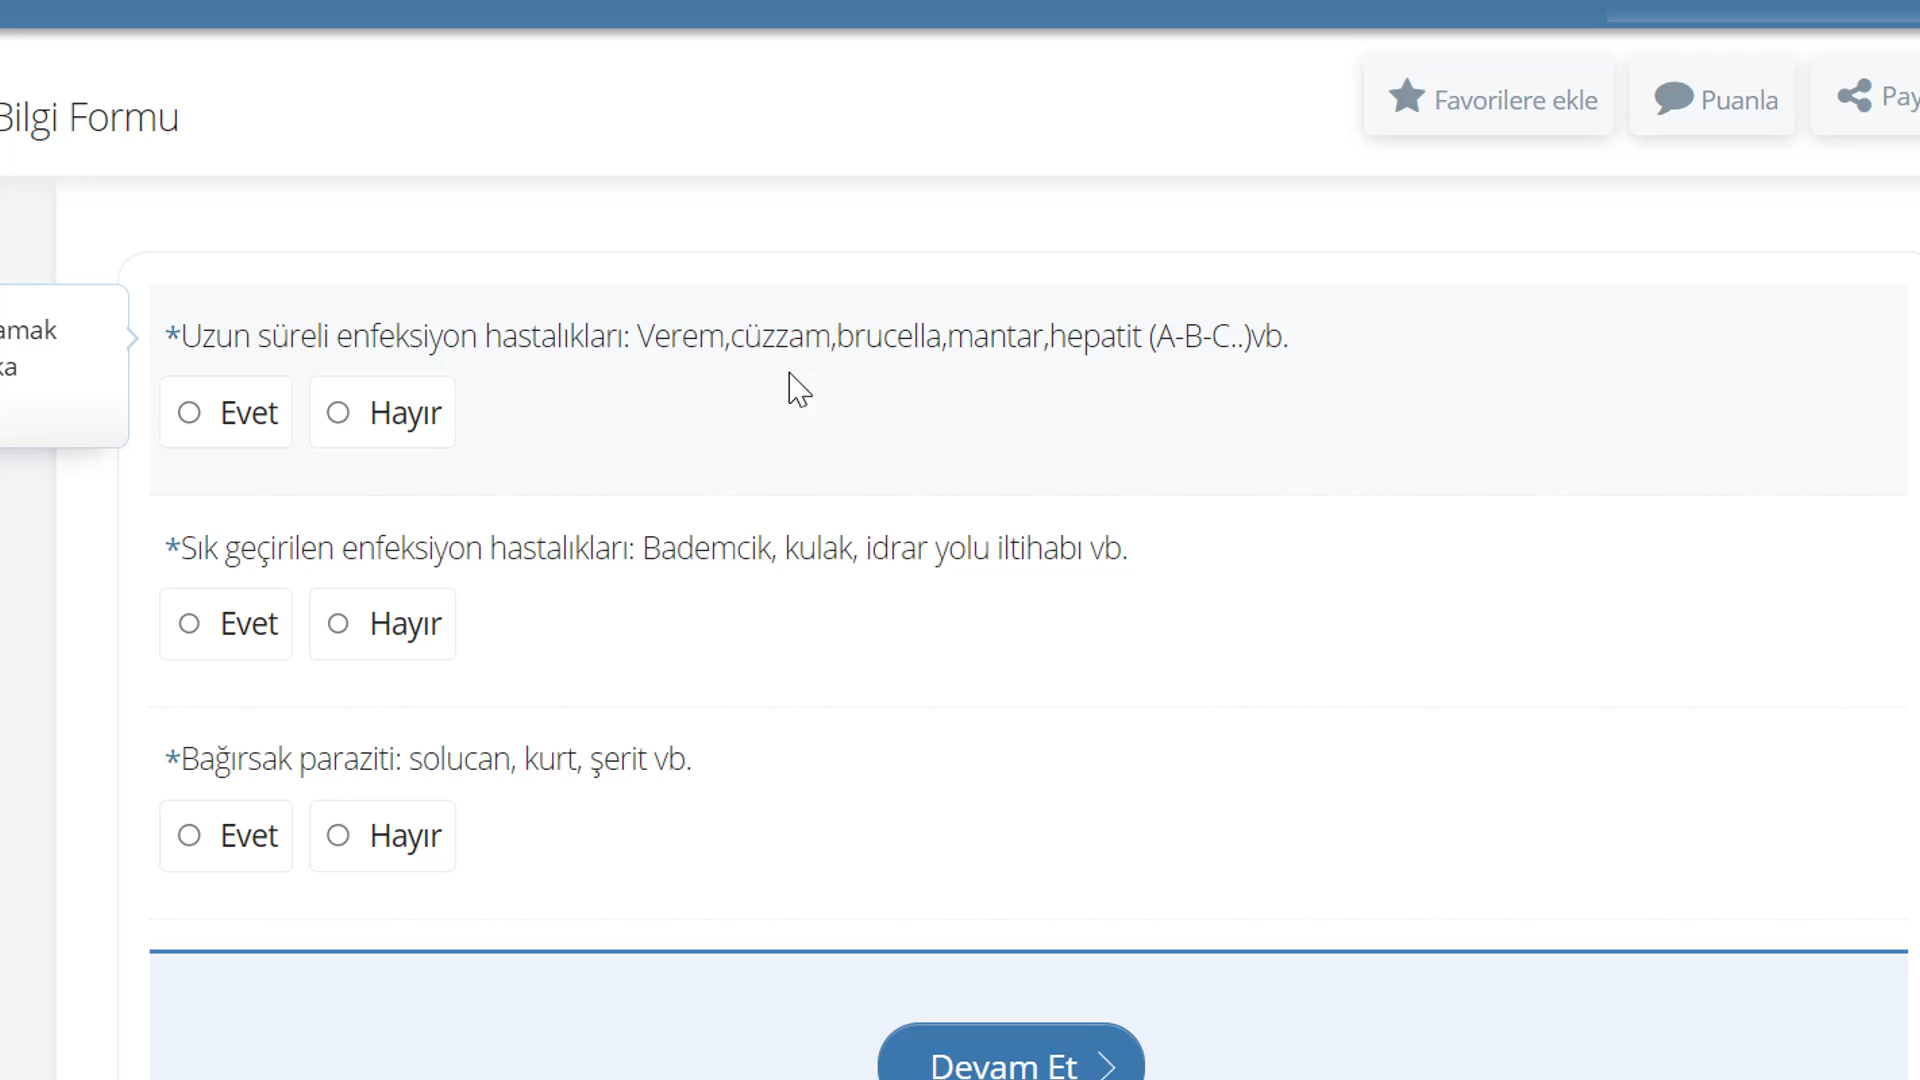 Bilgi Formu
Favorilere ekle
Puanla
*Uzun süreli enfeksiyon hastalıkları: Verem,cüzzam,brucella,mantar,hepatit (A-B-C..)vb.
Evet
Hayır
*Sık geçirilen enfeksiyon hastalıkları: Bademcik, kulak, idrar yolu iltihabı vb.
Evet
Hayır
*Bağırsak paraziti: solucan, kurt, şerit vb.
Evet
Hayır
Devam Et